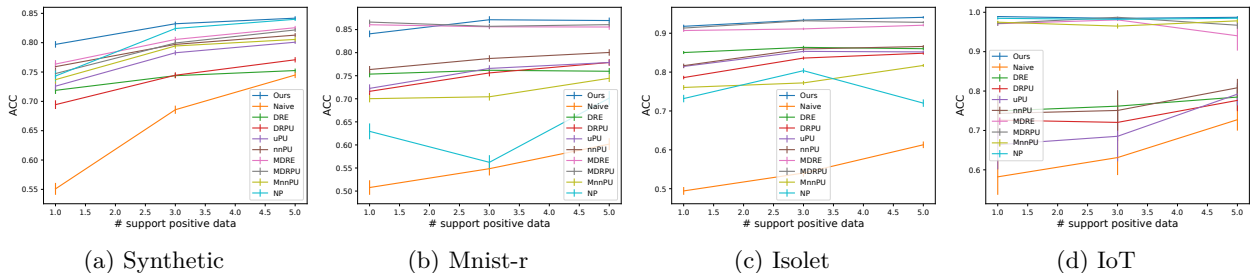 0.85
0.80
0.75
0.70
0.65
0.60
0.55
ACC
Ours
Naive
DRE
DRPU
uPU
nnPU
MDRE
MDRPU
MnnPU
NP
1.0 1.5 2.0 2.5 3.0 3.5 4.0 4.5 5.0
# support positive data
(a) Synthetic
0.85
0.80
0.75
0.70
0.65
0.60
0.55
0.50
ACC
Ours
Naive
DRE
DRPU
uPU
nnPU
MDRE
MDRPU
MnnPU
NP
1.0 1.5 2.0 2.5 3.0 3.5 4.0 4.5 5.0
# support positive data
(b) Mnist-r
0.9
0.8
0.7
0.6
0.5
ACC
Ours
Naive
DRE
DRPU
uPU
nnPU
MDRE
MDRPU
MnnPU
NP
1.0 1.5 2.0 2.5 3.0 3.5 4.0 4.5 5.0
# support positive data
(c) Isolet
1.0
0.9
0.8
0.7
0.6
ACC
Ours
Naive
DRE
DRPU
uPU
nnPU
MDRE
MDRPU
MnnPU
NP
1.0 1.5 2.0 2.5 3.0 3.5 4.0 4.5 5.0
# support positive data
(d) IoT